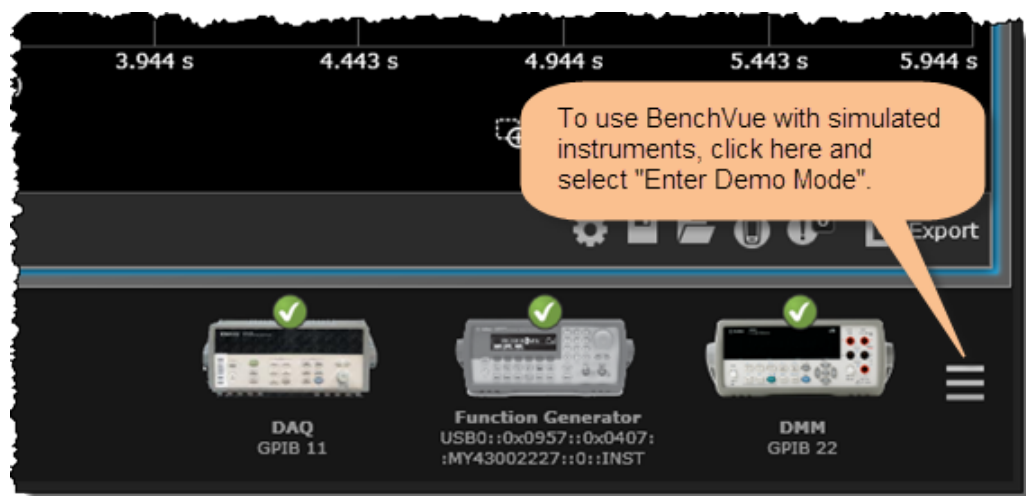 3.944 s 4.443 s 4.944 s 5.443 s 5.944 s
To use BenchVue with simulated
instruments, click here and
select "Enter Demo Mode".
Export
DAQ
GPIB 11
Function Generator
USB0::0x0957::0x0407:
:MY43002227::0::INST
DMM
GPIB 22